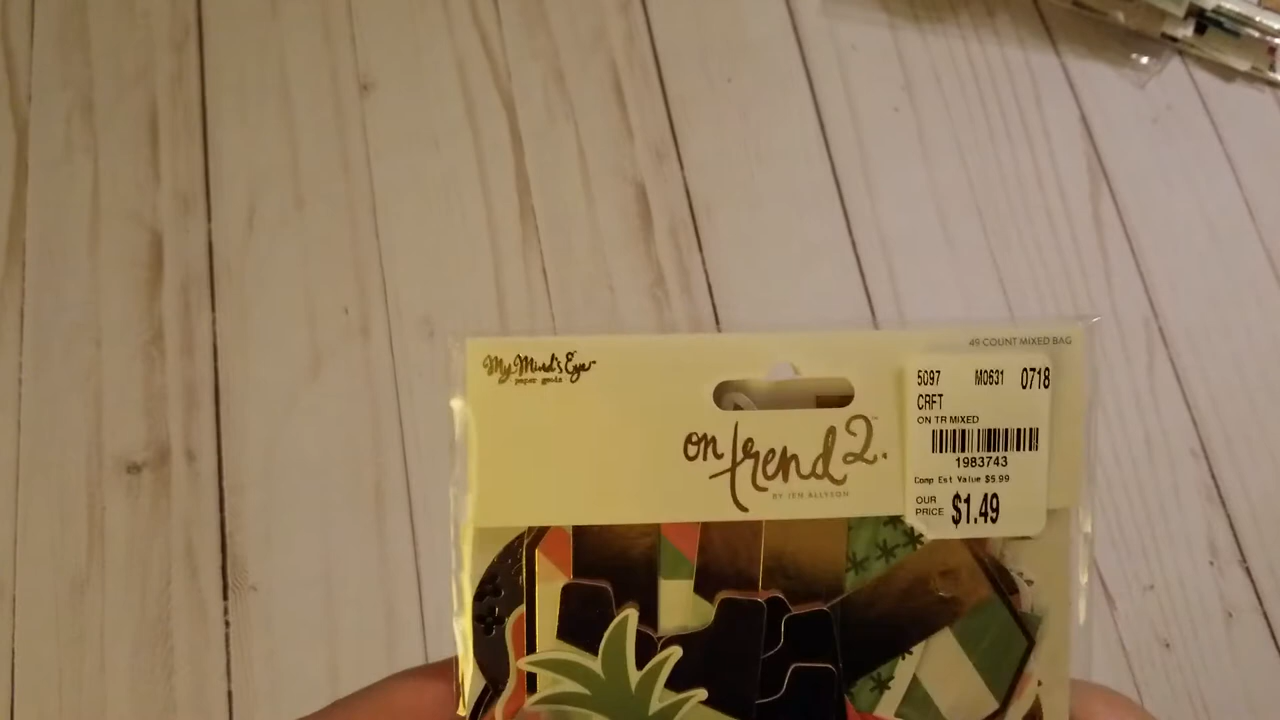 My Mind's Eye
paper goods
49 COUNT MIXED BAG
on trend 2.
BY JEN ALLYSON
5097 M0631 0718
CRFT
ON TR MIXED
1983743
Comp Est Value $5.99
OUR PRICE $1.49